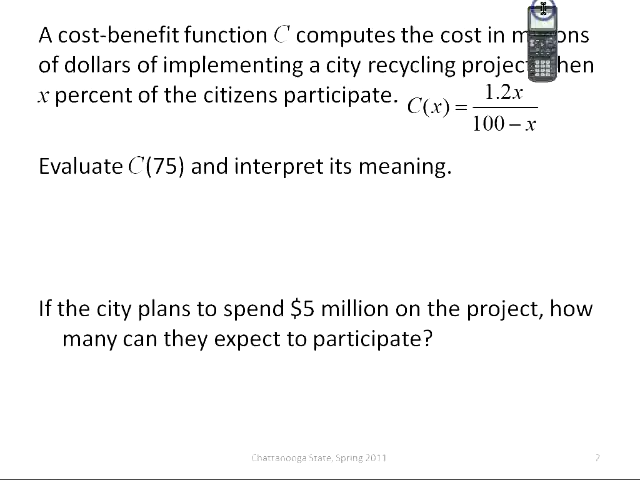 A cost-benefit function C computes the cost in
of dollars of implementing a city recycling
x percent of the citizens participate. C(x) = 1.2x / 100 − x
Evaluate C(75) and interpret its meaning.
If the city plans to spend $5 million on the project, how
many can they expect to participate?
Chattanooga State, Spring 2011
2